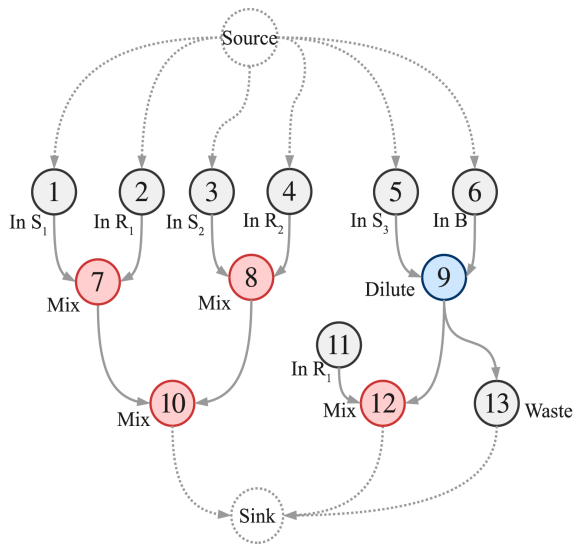 Source
1 2 3 4 5 6
In S₁ In R₁ In S₂ In R₂ In S₃ In B
7 8 9
Mix Mix Dilute
11
In R₁
10 12 13
Mix Mix Waste
Sink